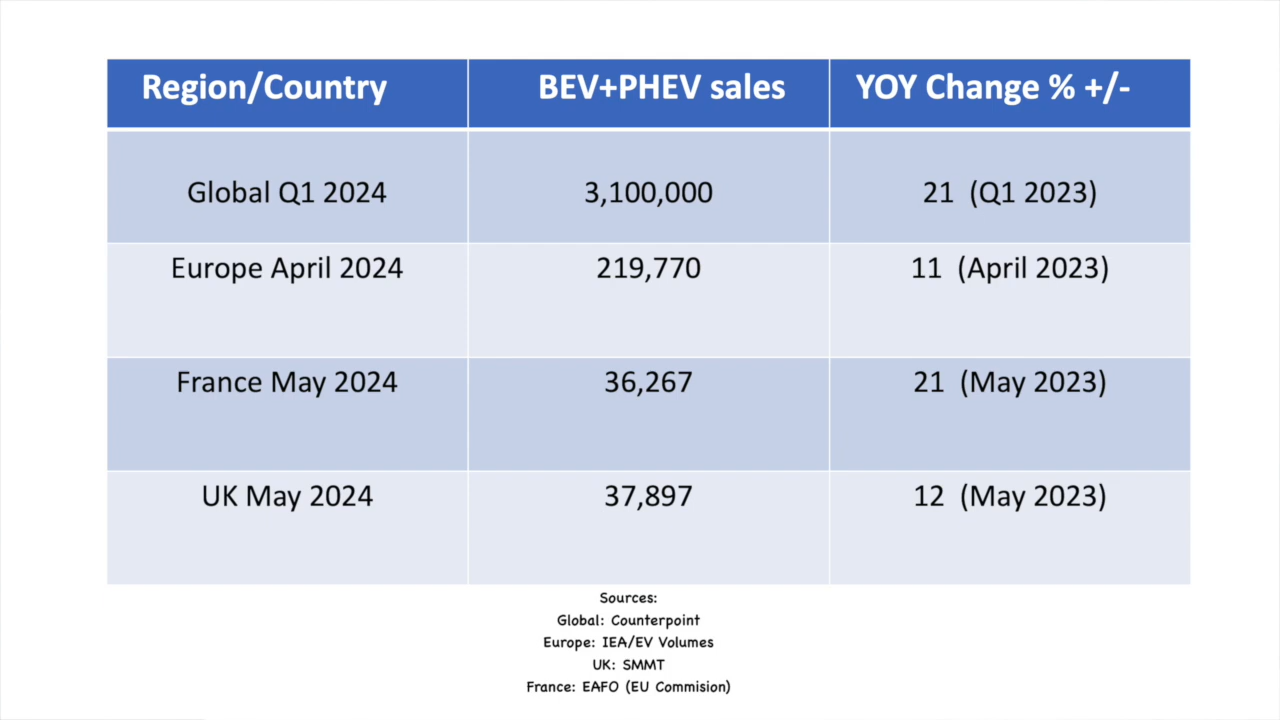 Region/Country BEV+PHEV sales YOY Change % +/-
Global Q1 2024 3,100,000 21 (Q1 2023)
Europe April 2024 219,770 11 (April 2023)
France May 2024 36,267 21 (May 2023)
UK May 2024 37,897 12 (May 2023)
Sources:
Global: Counterpoint
Europe: IEA/EV Volumes
UK: SMMT
France: EAFO (EU Commision)